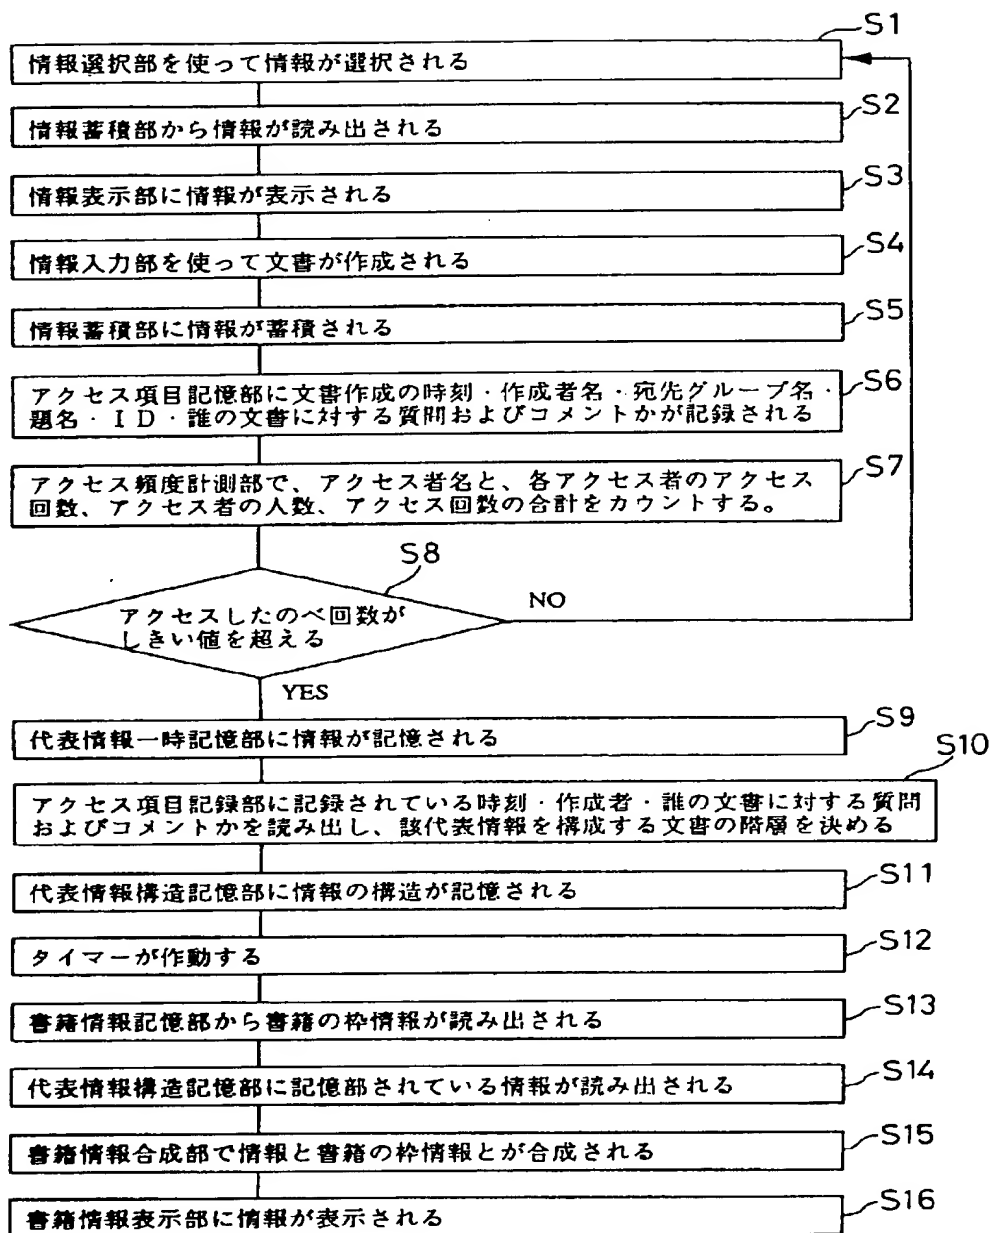 S1
情報選択部を使って情報が選択される
S2
情報蓄積部から情報が読み出される
S3
情報表示部に情報が表示される
S4
情報入力部を使って文書が作成される
S5
情報蓄積部に情報が蓄積される
S6
アクセス項目記憶部に文書作成の時刻・作成者名・宛先グループ名・
題名・ID・誰の文書に対する質問およびコメントかが記録される
S7
アクセス頻度計測部で、アクセス者名と、各アクセス者のアクセス
回数、アクセス者の人数、アクセス回数の合計をカウントする。
S8
アクセスしたのべ回数が
しきい値を超える
NO
YES
S9
代表情報一時記憶部に情報が記憶される
S10
アクセス項目記録部に記録されている時刻・作成者・誰の文書に対する質問
およびコメントかを読み出し、該代表情報を構成する文書の階層を決める
S11
代表情報構造記憶部に情報の構造が記憶される
S12
タイマーが作動する
S13
書籍情報記憶部から書籍の枠情報が読み出される
S14
代表情報構造記憶部に記憶部されている情報が読み出される
S15
書籍情報合成部で情報と書籍の枠情報とが合成される
S16
書籍情報表示部に情報が表示される